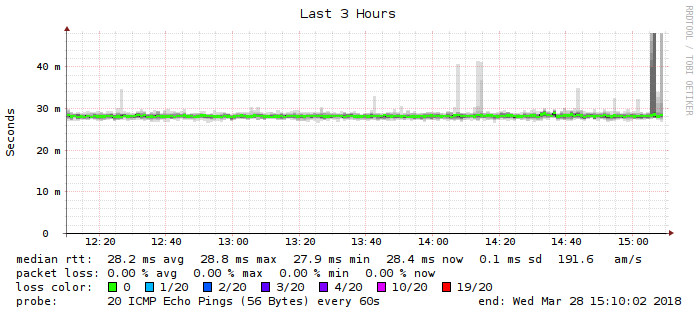 Last 3 Hours
RRDTOOL / TOBI OETIKER
Seconds
40 m
30 m
20 m
10 m
0
12:20 12:40 13:00 13:20 13:40 14:00 14:20 14:40 15:00
median rtt: 28.2 ms avg 28.8 ms max 27.9 ms min 28.4 ms now 0.1 ms sd 191.6 am/s
packet loss: 0.00 % avg 0.00 % max 0.00 % min 0.00 % now
loss color: 0 1/20 2/20 3/20 4/20 10/20 19/20
probe: 20 ICMP Echo Pings (56 Bytes) every 60s end: Wed Mar 28 15:10:02 2018